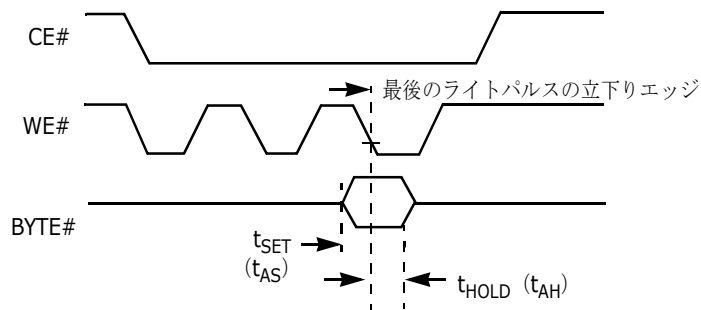 CE#
最後のライトパルスの立下りエッジ
WE#
BYTE#
tSET
(tAS)
tHOLD (tAH)